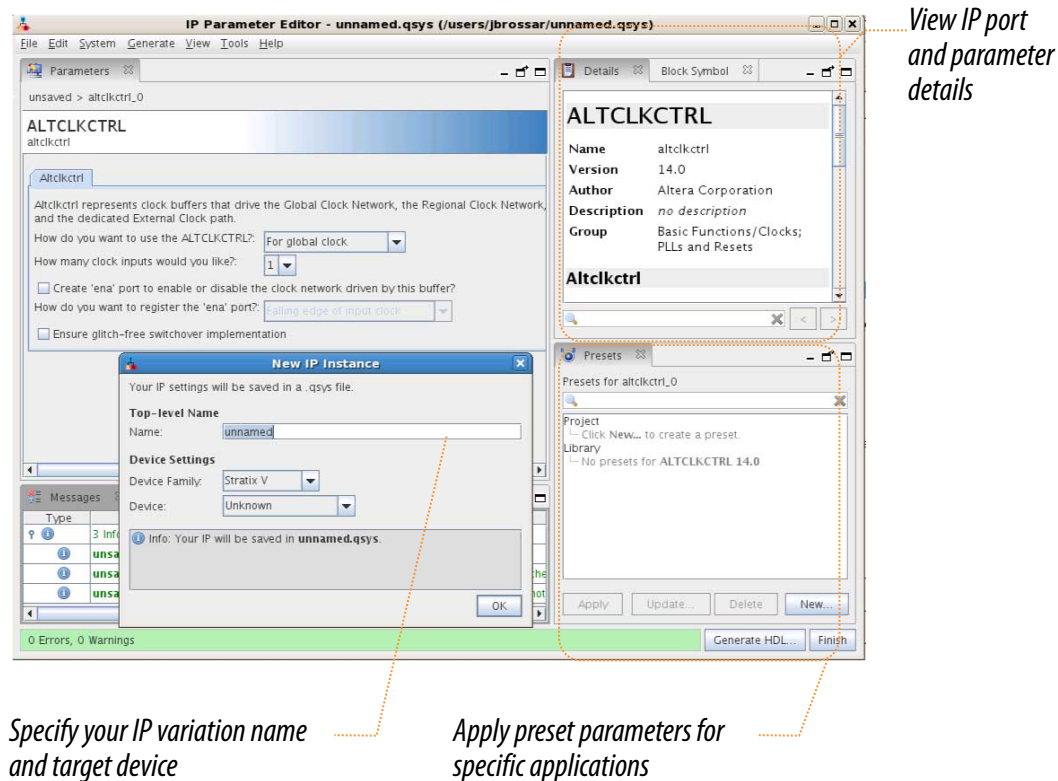 IP Parameter Editor - unnamed.qsys (/users/jbrossar/unnamed.qsys)
File Edit System Generate View Tools Help
Parameters
unsaved > altclkctrl_0
ALTCLKCTRL
altclkctrl
Altclkctrl
Altclkctrl represents clock buffers that drive the Global Clock Network, the Regional Clock Network,
and the dedicated External Clock path.
How do you want to use the ALTCLKCTRL?: For global clock
How many clock inputs would you like?: 1
Create 'ena' port to enable or disable the clock network driven by this buffer?
How do you want to register the 'ena' port?: Falling edge of input clock
Ensure glitch-free switchover implementation
Details Block Symbol
ALTCLKCTRL
Name altclkctrl
Version 14.0
Author Altera Corporation
Description no description
Group Basic Functions/Clocks;
PLLs and Resets
Altclkctrl
< >
View IP port
and parameter
details
New IP Instance
Your IP settings will be saved in a .qsys file.
Top-level Name
Name: unnamed
Device Settings
Device Family: Stratix V
Device: Unknown
Info: Your IP will be saved in unnamed.qsys.
OK
Presets
Presets for altclkctrl_0
Project
Click New... to create a preset.
Library
No presets for ALTCLKCTRL 14.0
Apply Update... Delete New...
Messages
Type
3 Info
unsa
unsa
unsa
0 Errors, 0 Warnings
Generate HDL... Finish
Specify your IP variation name
and target device
Apply preset parameters for
specific applications